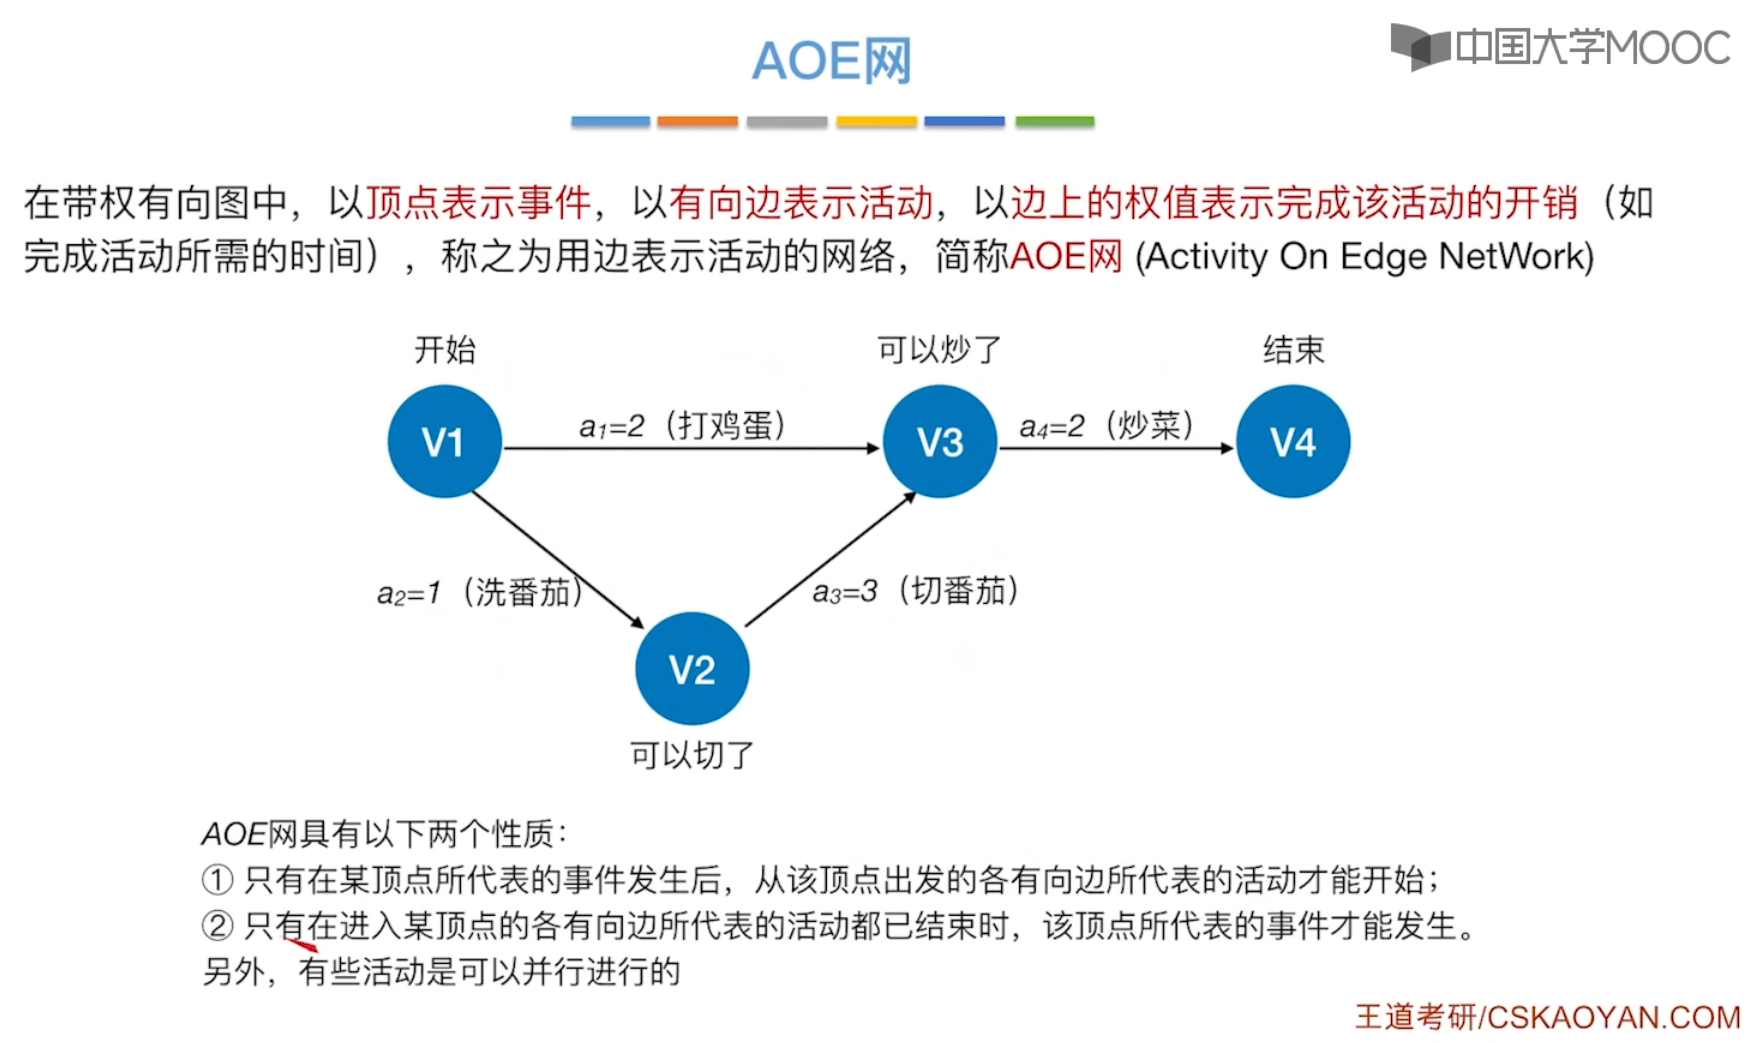 AOE网
中国大学MOOC
在带权有向图中，以顶点表示事件，以有向边表示活动，以边上的权值表示完成该活动的开销（如
完成活动所需的时间），称之为用边表示活动的网络，简称AOE网 (Activity On Edge NetWork)
开始
可以炒了
结束
V1
a₁=2（打鸡蛋）
V3
a₄=2（炒菜）
V4
a₂=1（洗番茄）
a₃=3（切番茄）
V2
可以切了
AOE网具有以下两个性质：
① 只有在某顶点所代表的事件发生后，从该顶点出发的各有向边所代表的活动才能开始；
② 只有在进入某顶点的各有向边所代表的活动都已结束时，该顶点所代表的事件才能发生。
另外，有些活动是可以并行进行的
王道考研/CSKAOYAN.COM